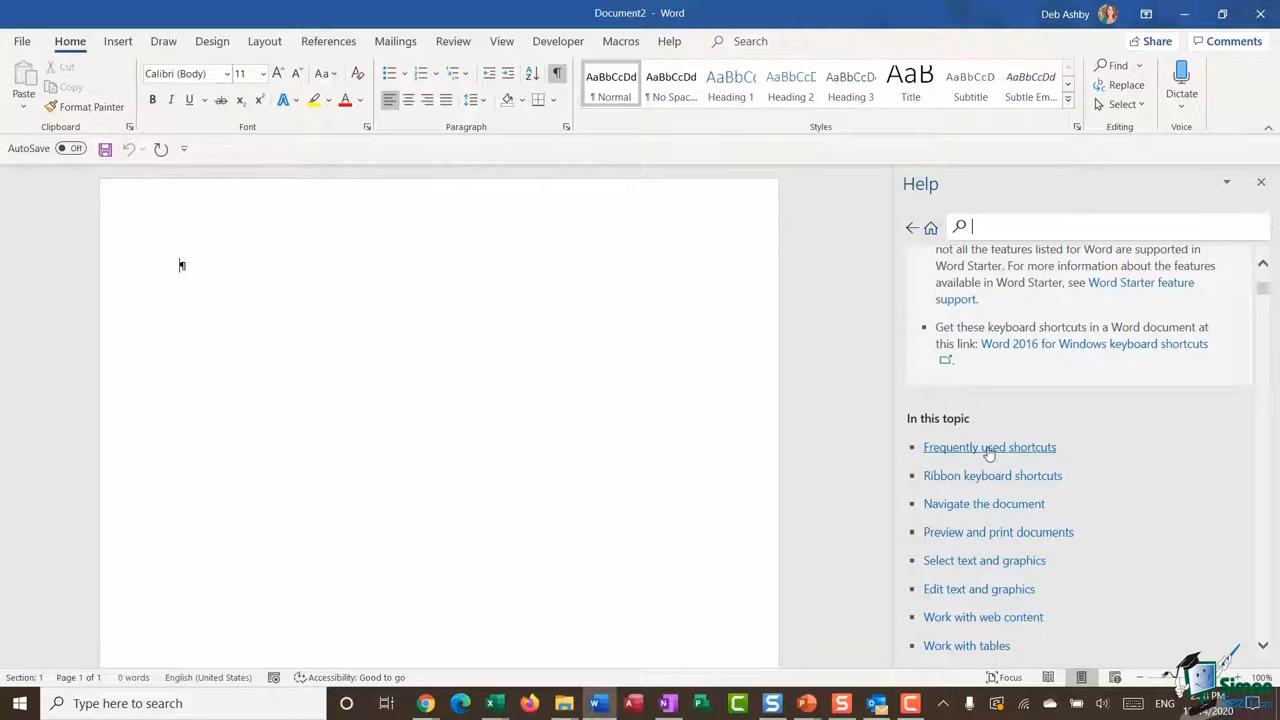 Document2 - Word
Deb Ashby
File Home Insert Draw Design Layout References Mailings Review View Developer Macros Help Search
Share Comments
Paste
Cut
Copy
Format Painter
Clipboard
Calibri (Body) 11
Font
Paragraph
AaBbCcDd AaBbCcDd AaBbC( AaBbCcE AaBbCcD AaB AaBbCcD AaBbCcDd
¶ Normal ¶ No Spac... Heading 1 Heading 2 Heading 3 Title Subtitle Subtle Em...
Styles
Find
Replace
Select
Editing
Dictate
Voice
AutoSave Off
¶
Help
not all the features listed for Word are supported in
Word Starter. For more information about the features
available in Word Starter, see Word Starter feature
support.
Get these keyboard shortcuts in a Word document at
this link: Word 2016 for Windows keyboard shortcuts
.
In this topic
Frequently used shortcuts
Ribbon keyboard shortcuts
Navigate the document
Preview and print documents
Select text and graphics
Edit text and graphics
Work with web content
Work with tables
Section: 1 Page 1 of 1 0 words English (United States) Accessibility: Good to go Focus 100%
Type here to search
ENG
Simon